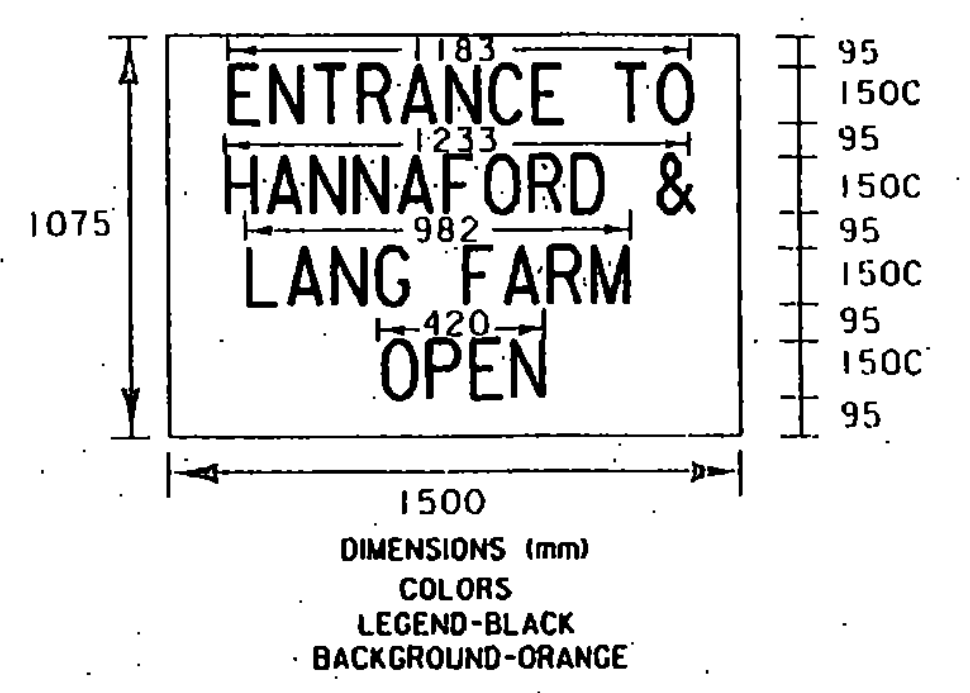 1183
95
ENTRANCE TO
150C
1233
95
HANNAFORD &
150C
1075
982
95
LANG FARM
150C
420
95
OPEN
150C
95
1500
DIMENSIONS (mm)
COLORS
LEGEND-BLACK
BACKGROUND-ORANGE